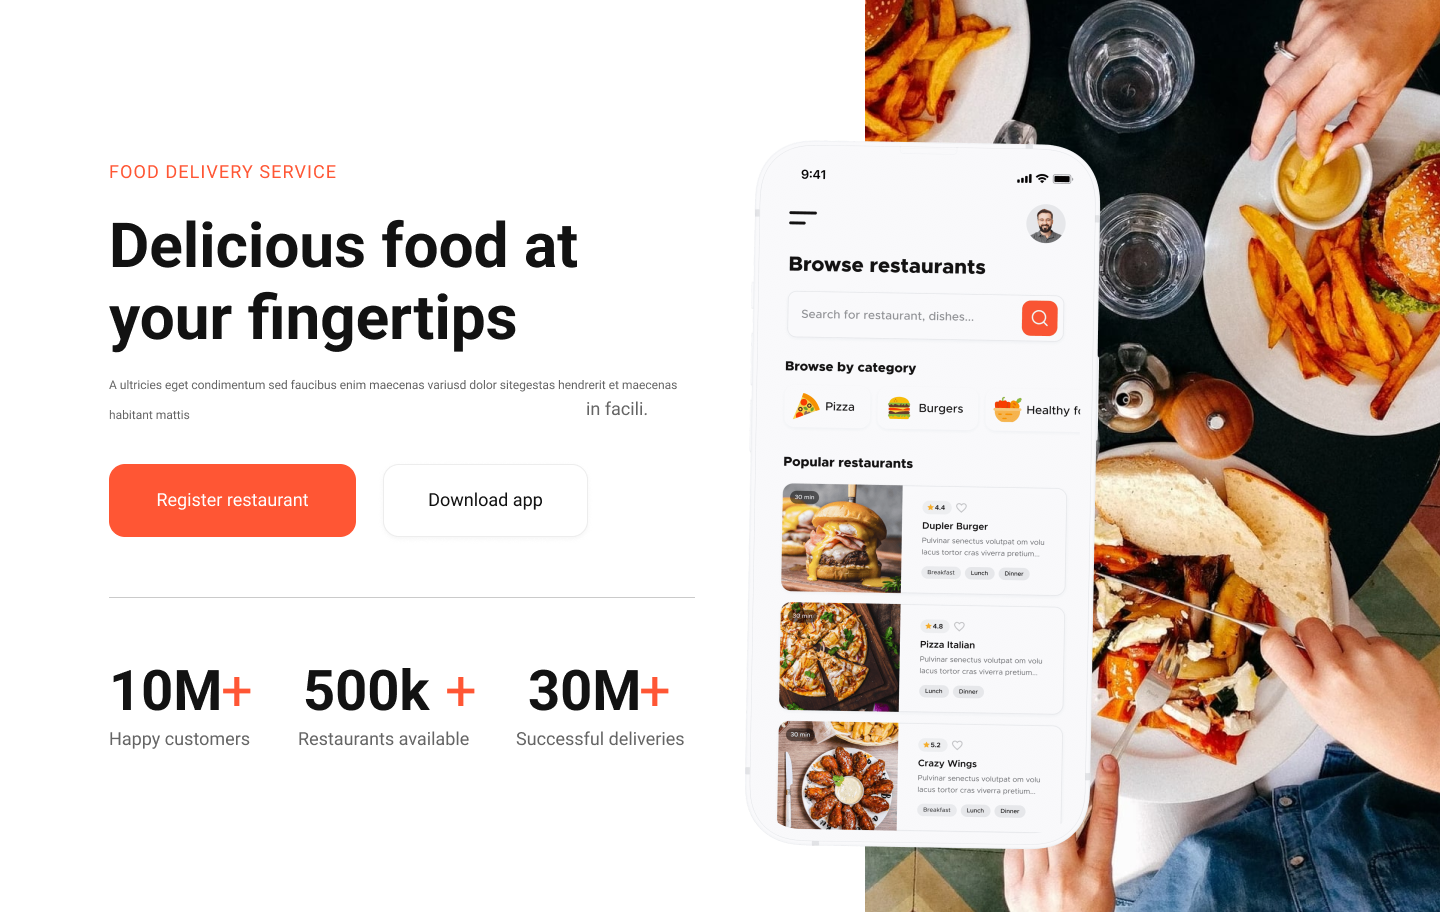 FOOD DELIVERY SERVICE
Delicious food at
your fingertips
A ultricies eget condimentum sed faucibus enim maecenas variusd dolor sitegestas hendrerit et maecenas
habitant mattis
in facili.
Register restaurant
Download app
10M+
500k +
30M+
Happy customers
Restaurants available
Successful deliveries
9:41
Browse restaurants
Search for restaurant, dishes...
Browse by category
Pizza
Burgers
Healthy fo
Popular restaurants
30 min
4.4
Dupler Burger
Pulvinar senectus volutpat om volu
lacus tortor cras viverra pretium...
Breakfast
Lunch
Dinner
30 min
4.8
Pizza Italian
Pulvinar senectus volutpat om volu
lacus tortor cras viverra pretium...
Lunch
Dinner
30 min
5.2
Crazy Wings
Pulvinar senectus volutpat om volu
lacus tortor cras viverra pretium...
Breakfast
Lunch
Dinner